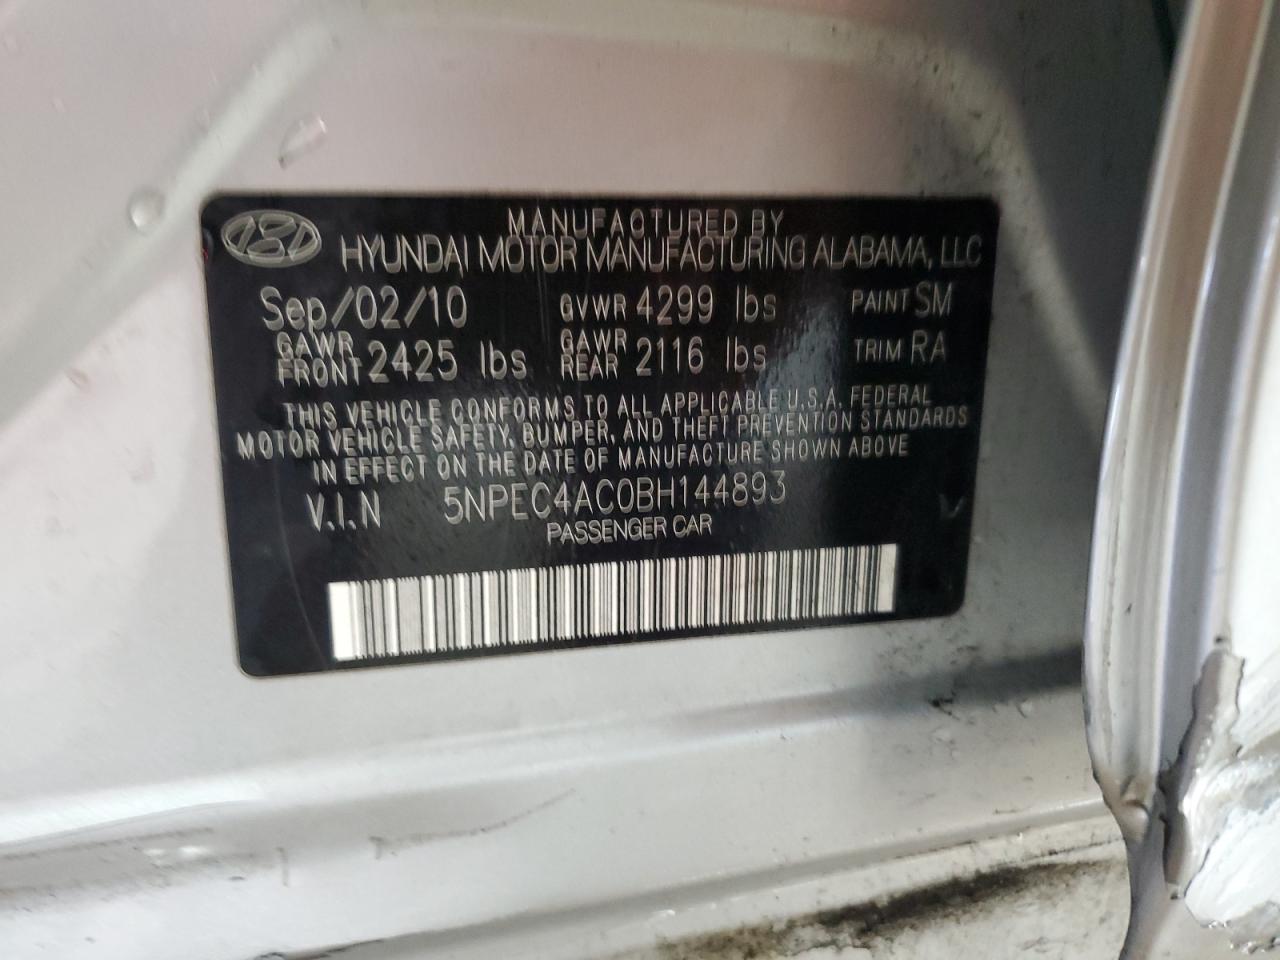 MANUFACTURED BY
HYUNDAI MOTOR MANUFACTURING ALABAMA, LLC
Sep/02/10 GVWR 4299 lbs PAINT SM
GAWR FRONT 2425 lbs GAWR REAR 2116 lbs TRIM RA
THIS VEHICLE CONFORMS TO ALL APPLICABLE U.S.A. FEDERAL
MOTOR VEHICLE SAFETY, BUMPER, AND THEFT PREVENTION STANDARDS
IN EFFECT ON THE DATE OF MANUFACTURE SHOWN ABOVE
V.I.N 5NPEC4AC0BH144893
PASSENGER CAR